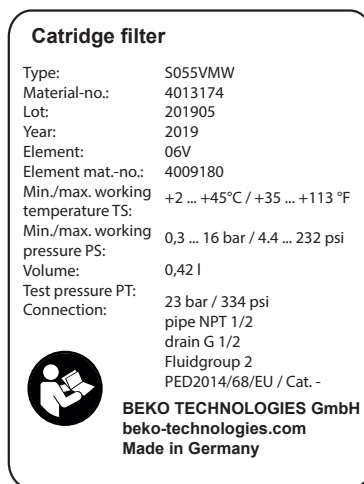 Catridge filter
Type: S055VMW
Material-no.: 4013174
Lot: 201905
Year: 2019
Element: 06V
Element mat.-no.: 4009180
Min./max. working
temperature TS: +2 ... +45°C / +35 ... +113 °F
Min./max. working
pressure PS: 0,3 ... 16 bar / 4.4 ... 232 psi
Volume: 0,42 l
Test pressure PT: 23 bar / 334 psi
Connection: pipe NPT 1/2
drain G 1/2
Fluidgroup 2
PED2014/68/EU / Cat. -
BEKO TECHNOLOGIES GmbH
beko-technologies.com
Made in Germany